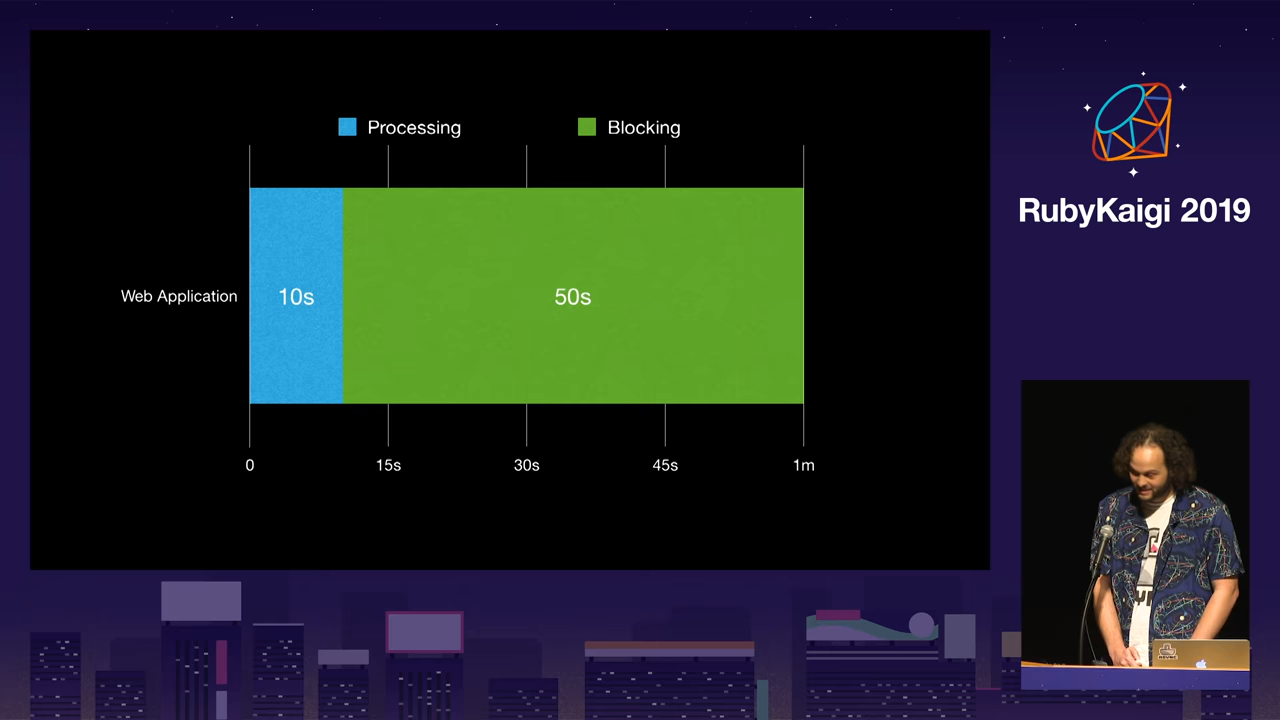 Processing
Blocking
Web Application
10s
50s
0
15s
30s
45s
1m
RubyKaigi 2019